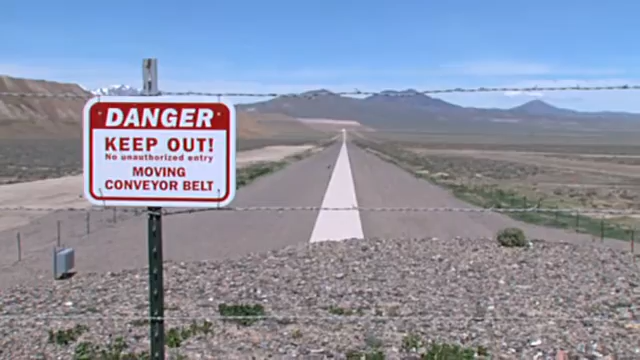 DANGER
KEEP OUT!
No unauthorized entry
MOVING
CONVEYOR BELT